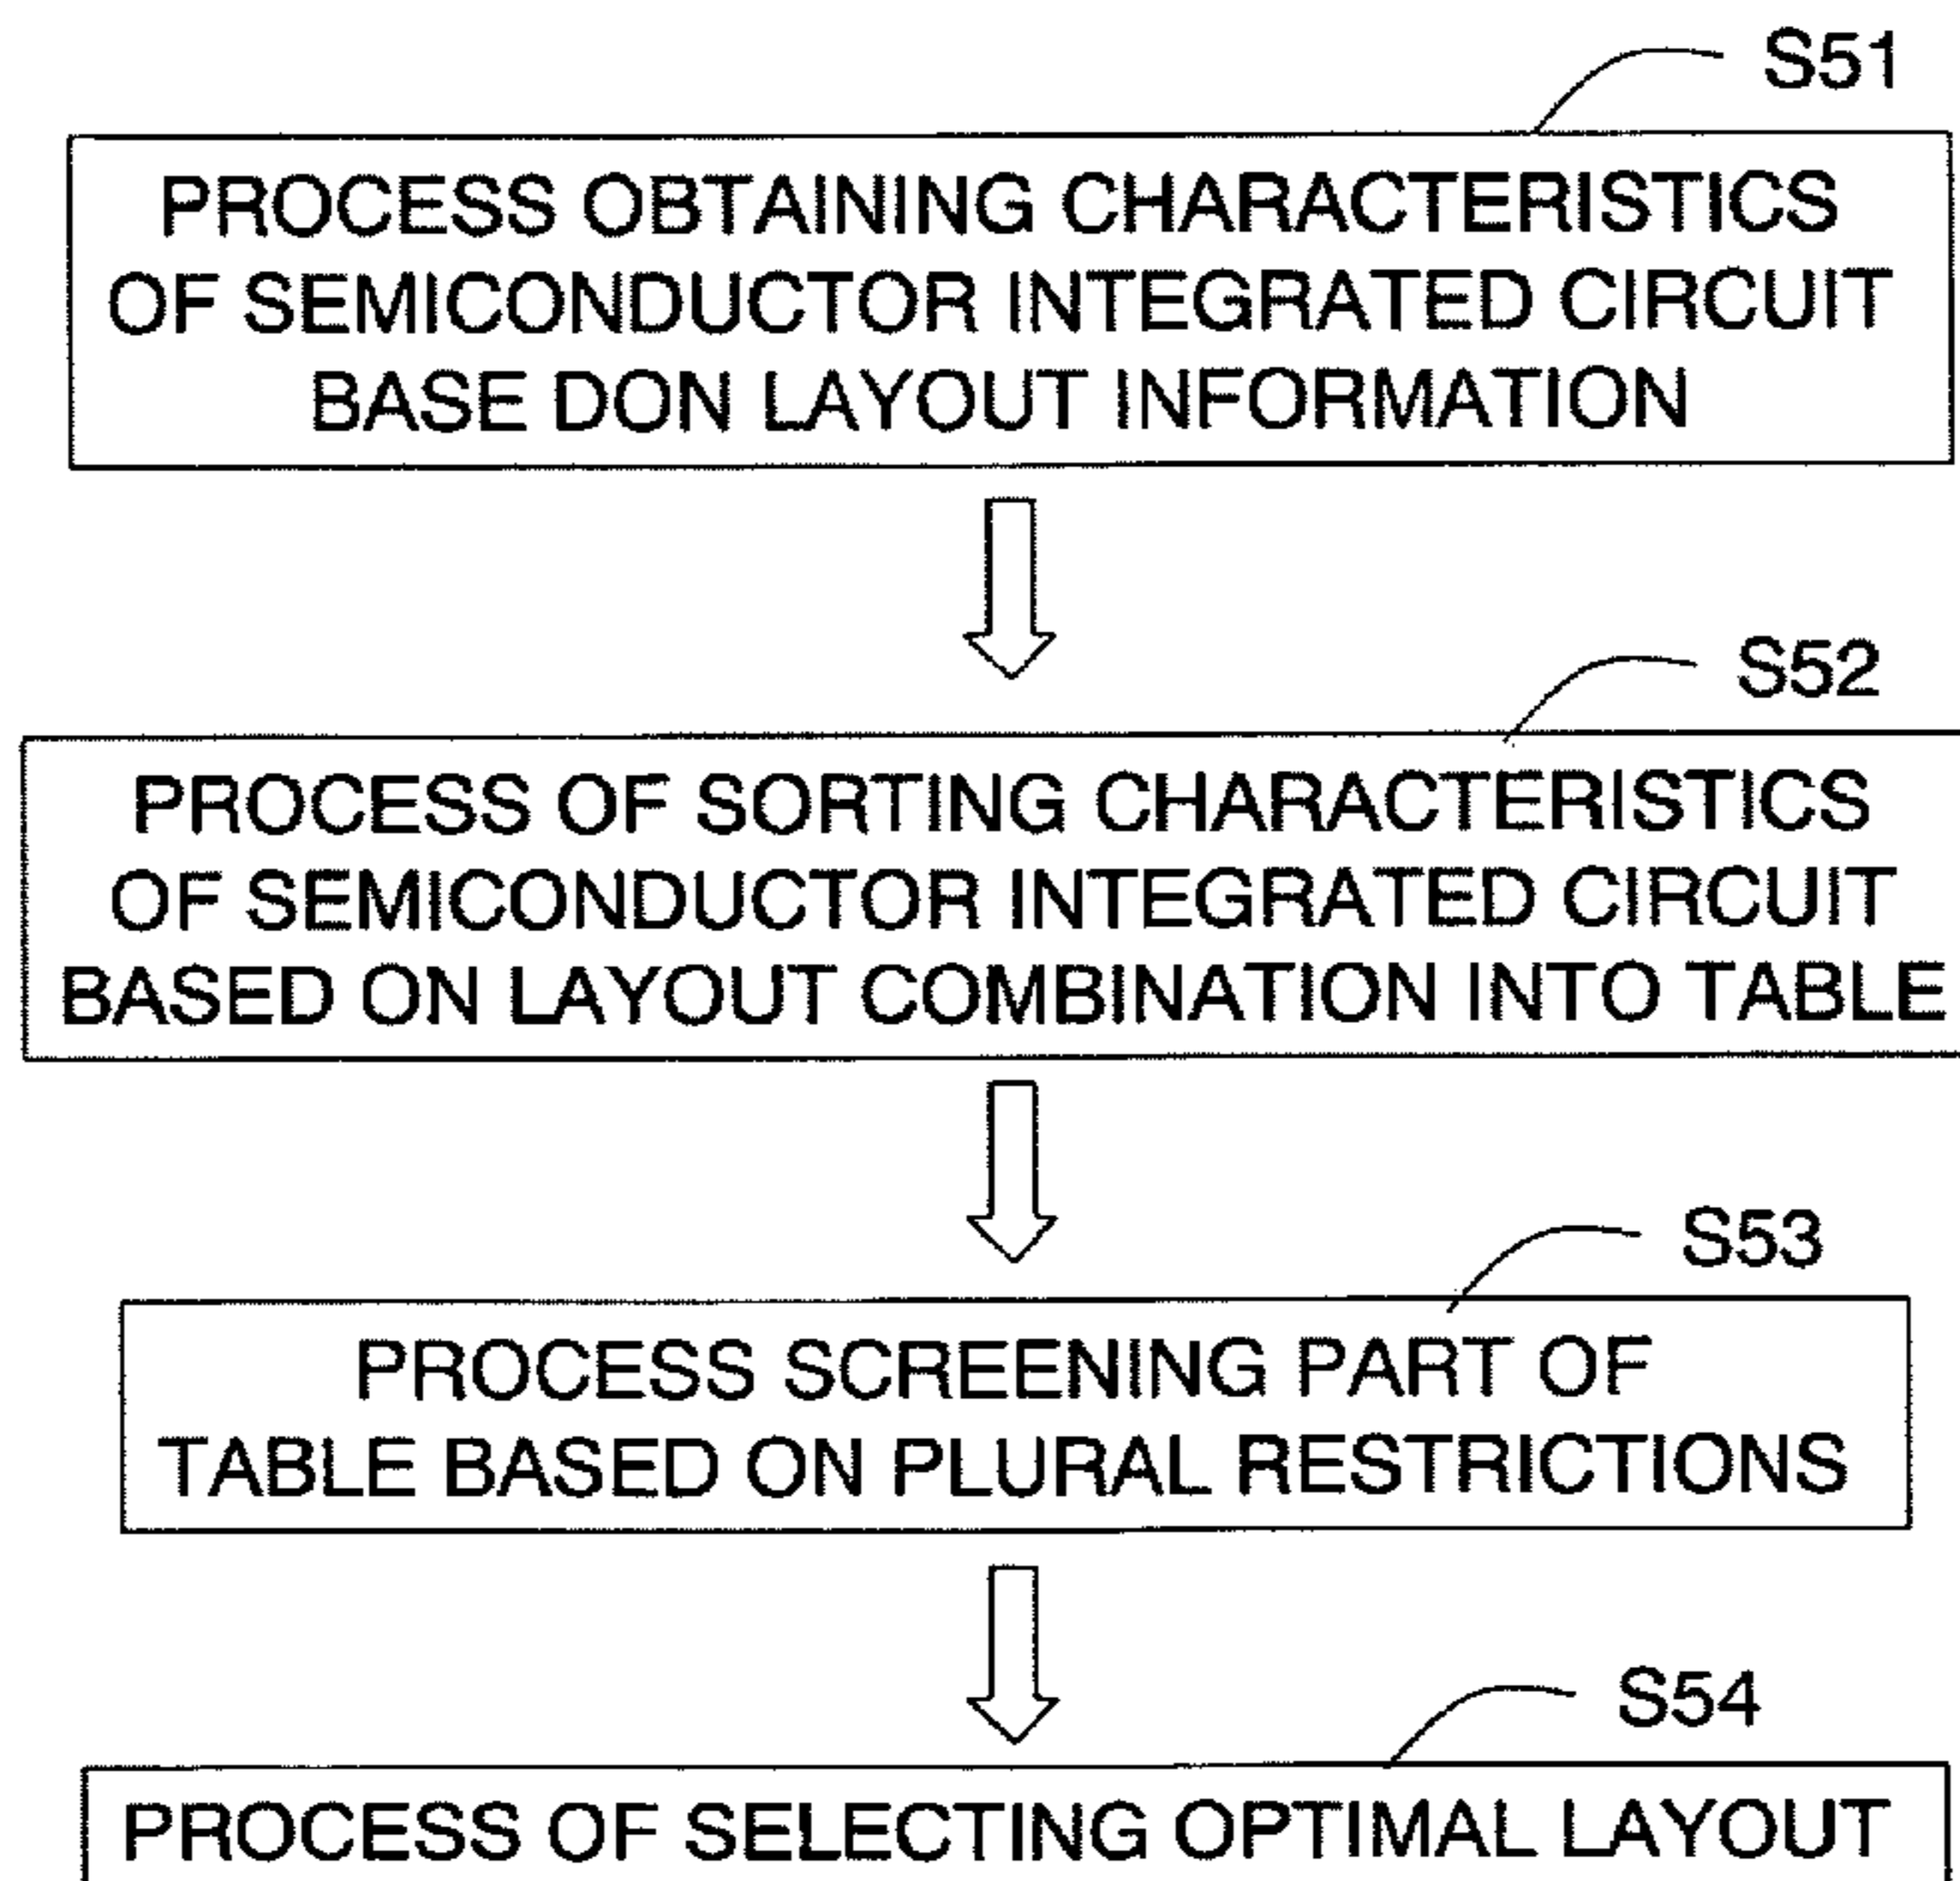 S51
PROCESS OBTAINING CHARACTERISTICS
OF SEMICONDUCTOR INTEGRATED CIRCUIT
BASE DON LAYOUT INFORMATION
S52
PROCESS OF SORTING CHARACTERISTICS
OF SEMICONDUCTOR INTEGRATED CIRCUIT
BASED ON LAYOUT COMBINATION INTO TABLE
S53
PROCESS SCREENING PART OF
TABLE BASED ON PLURAL RESTRICTIONS
S54
PROCESS OF SELECTING OPTIMAL LAYOUT